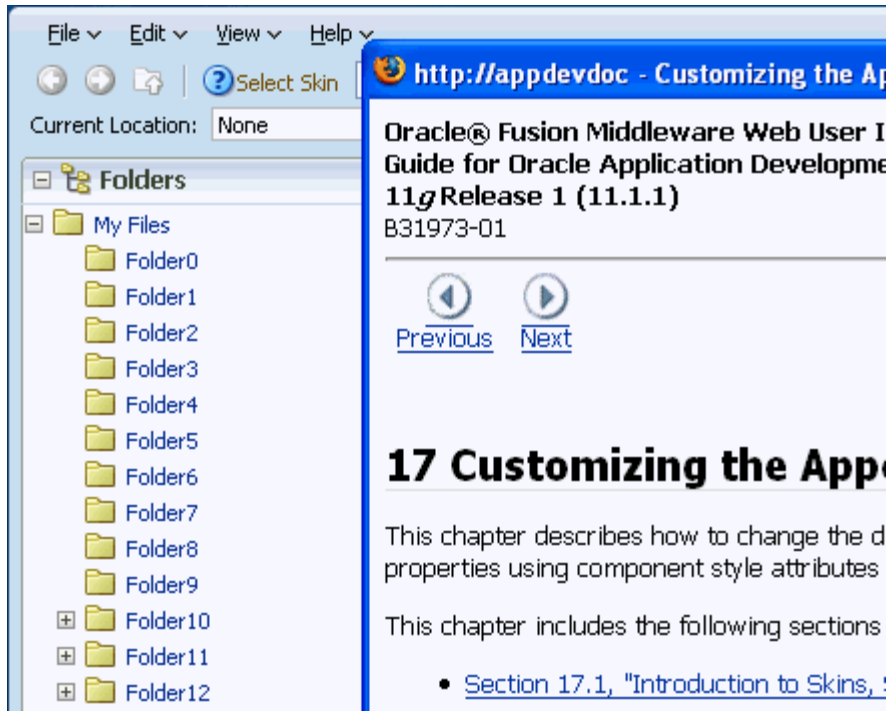 File Edit View Help
Select Skin
Current Location: None
Folders
My Files
Folder0
Folder1
Folder2
Folder3
Folder4
Folder5
Folder6
Folder7
Folder8
Folder9
Folder10
Folder11
Folder12
http://appdevdoc - Customizing the Ap
Oracle® Fusion Middleware Web User I
Guide for Oracle Application Developme
11g Release 1 (11.1.1)
B31973-01
Previous Next
17 Customizing the Appe
This chapter describes how to change the d
properties using component style attributes
This chapter includes the following sections
• Section 17.1, "Introduction to Skins,